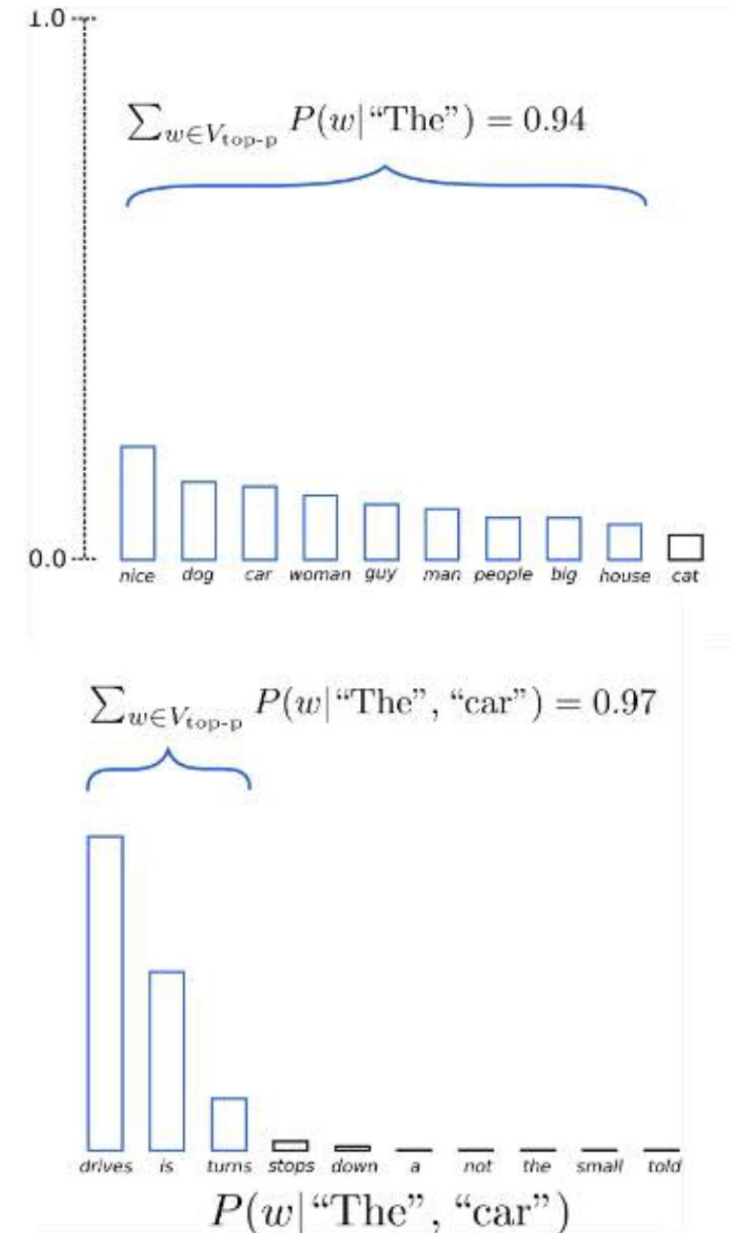 1.0
∑w∈Vtop-p P(w|“The”) = 0.94
0.0
nice dog car woman guy man people big house cat
∑w∈Vtop-p P(w|“The”, “car”) = 0.97
drives is turns stops down a not the small told
P(w|“The”, “car”)